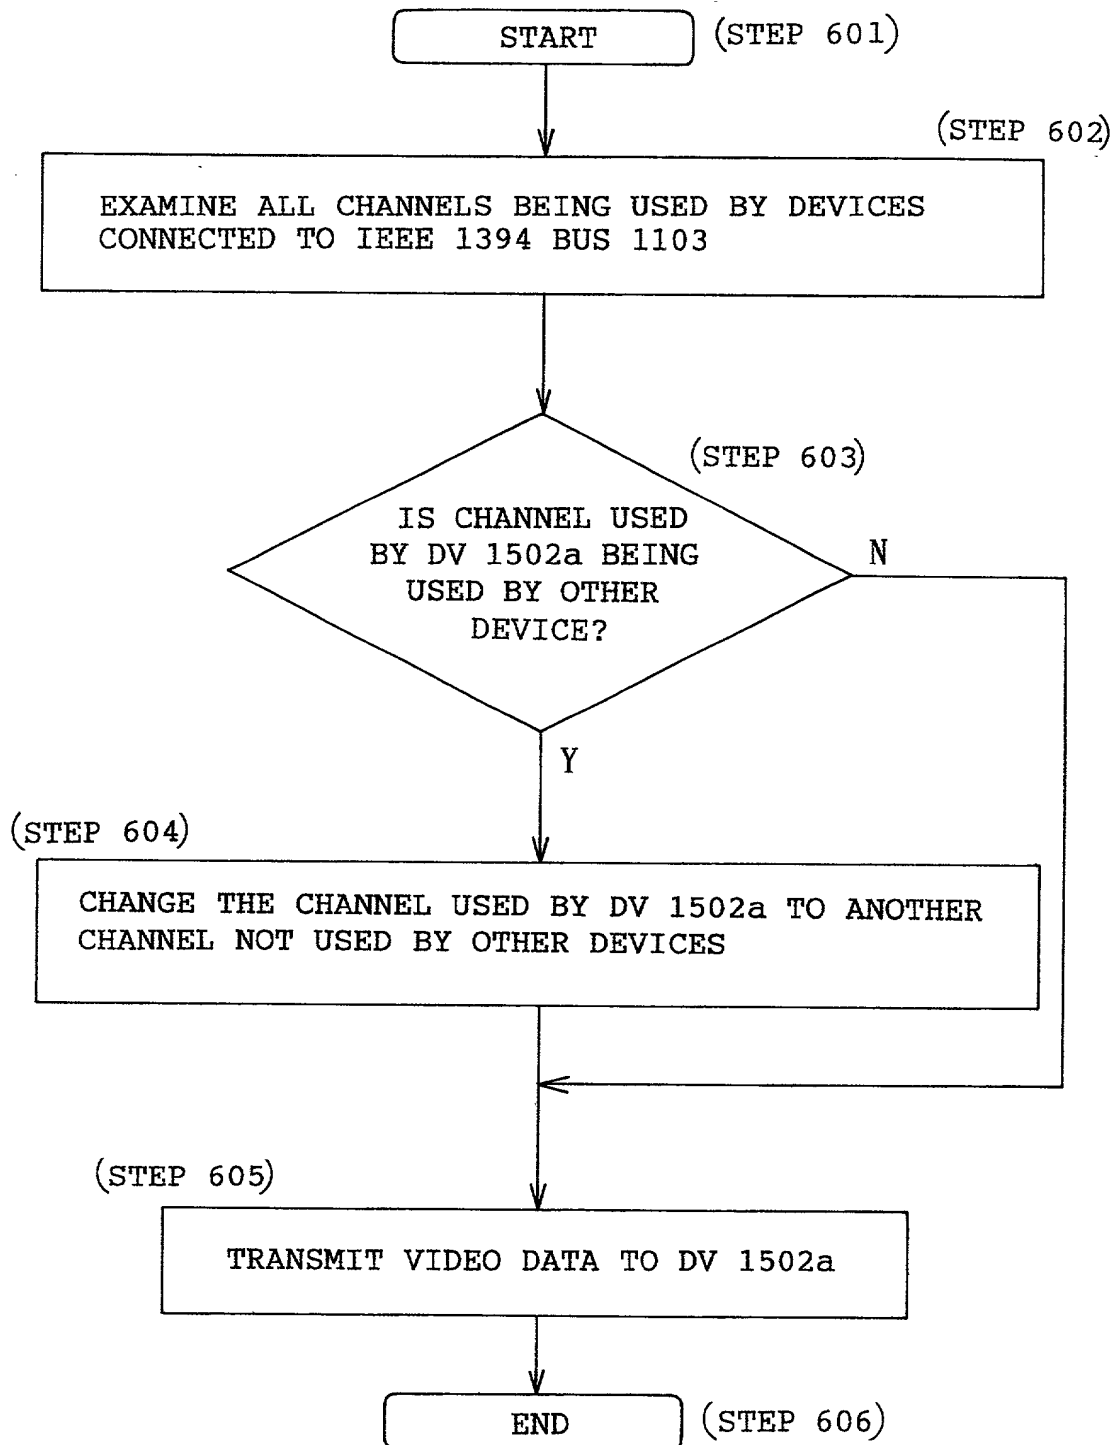 START (STEP 601)
(STEP 602)
EXAMINE ALL CHANNELS BEING USED BY DEVICES
CONNECTED TO IEEE 1394 BUS 1103
(STEP 603)
IS CHANNEL USED
BY DV 1502a BEING
USED BY OTHER
DEVICE?
N
Y
(STEP 604)
CHANGE THE CHANNEL USED BY DV 1502a TO ANOTHER
CHANNEL NOT USED BY OTHER DEVICES
(STEP 605)
TRANSMIT VIDEO DATA TO DV 1502a
END (STEP 606)